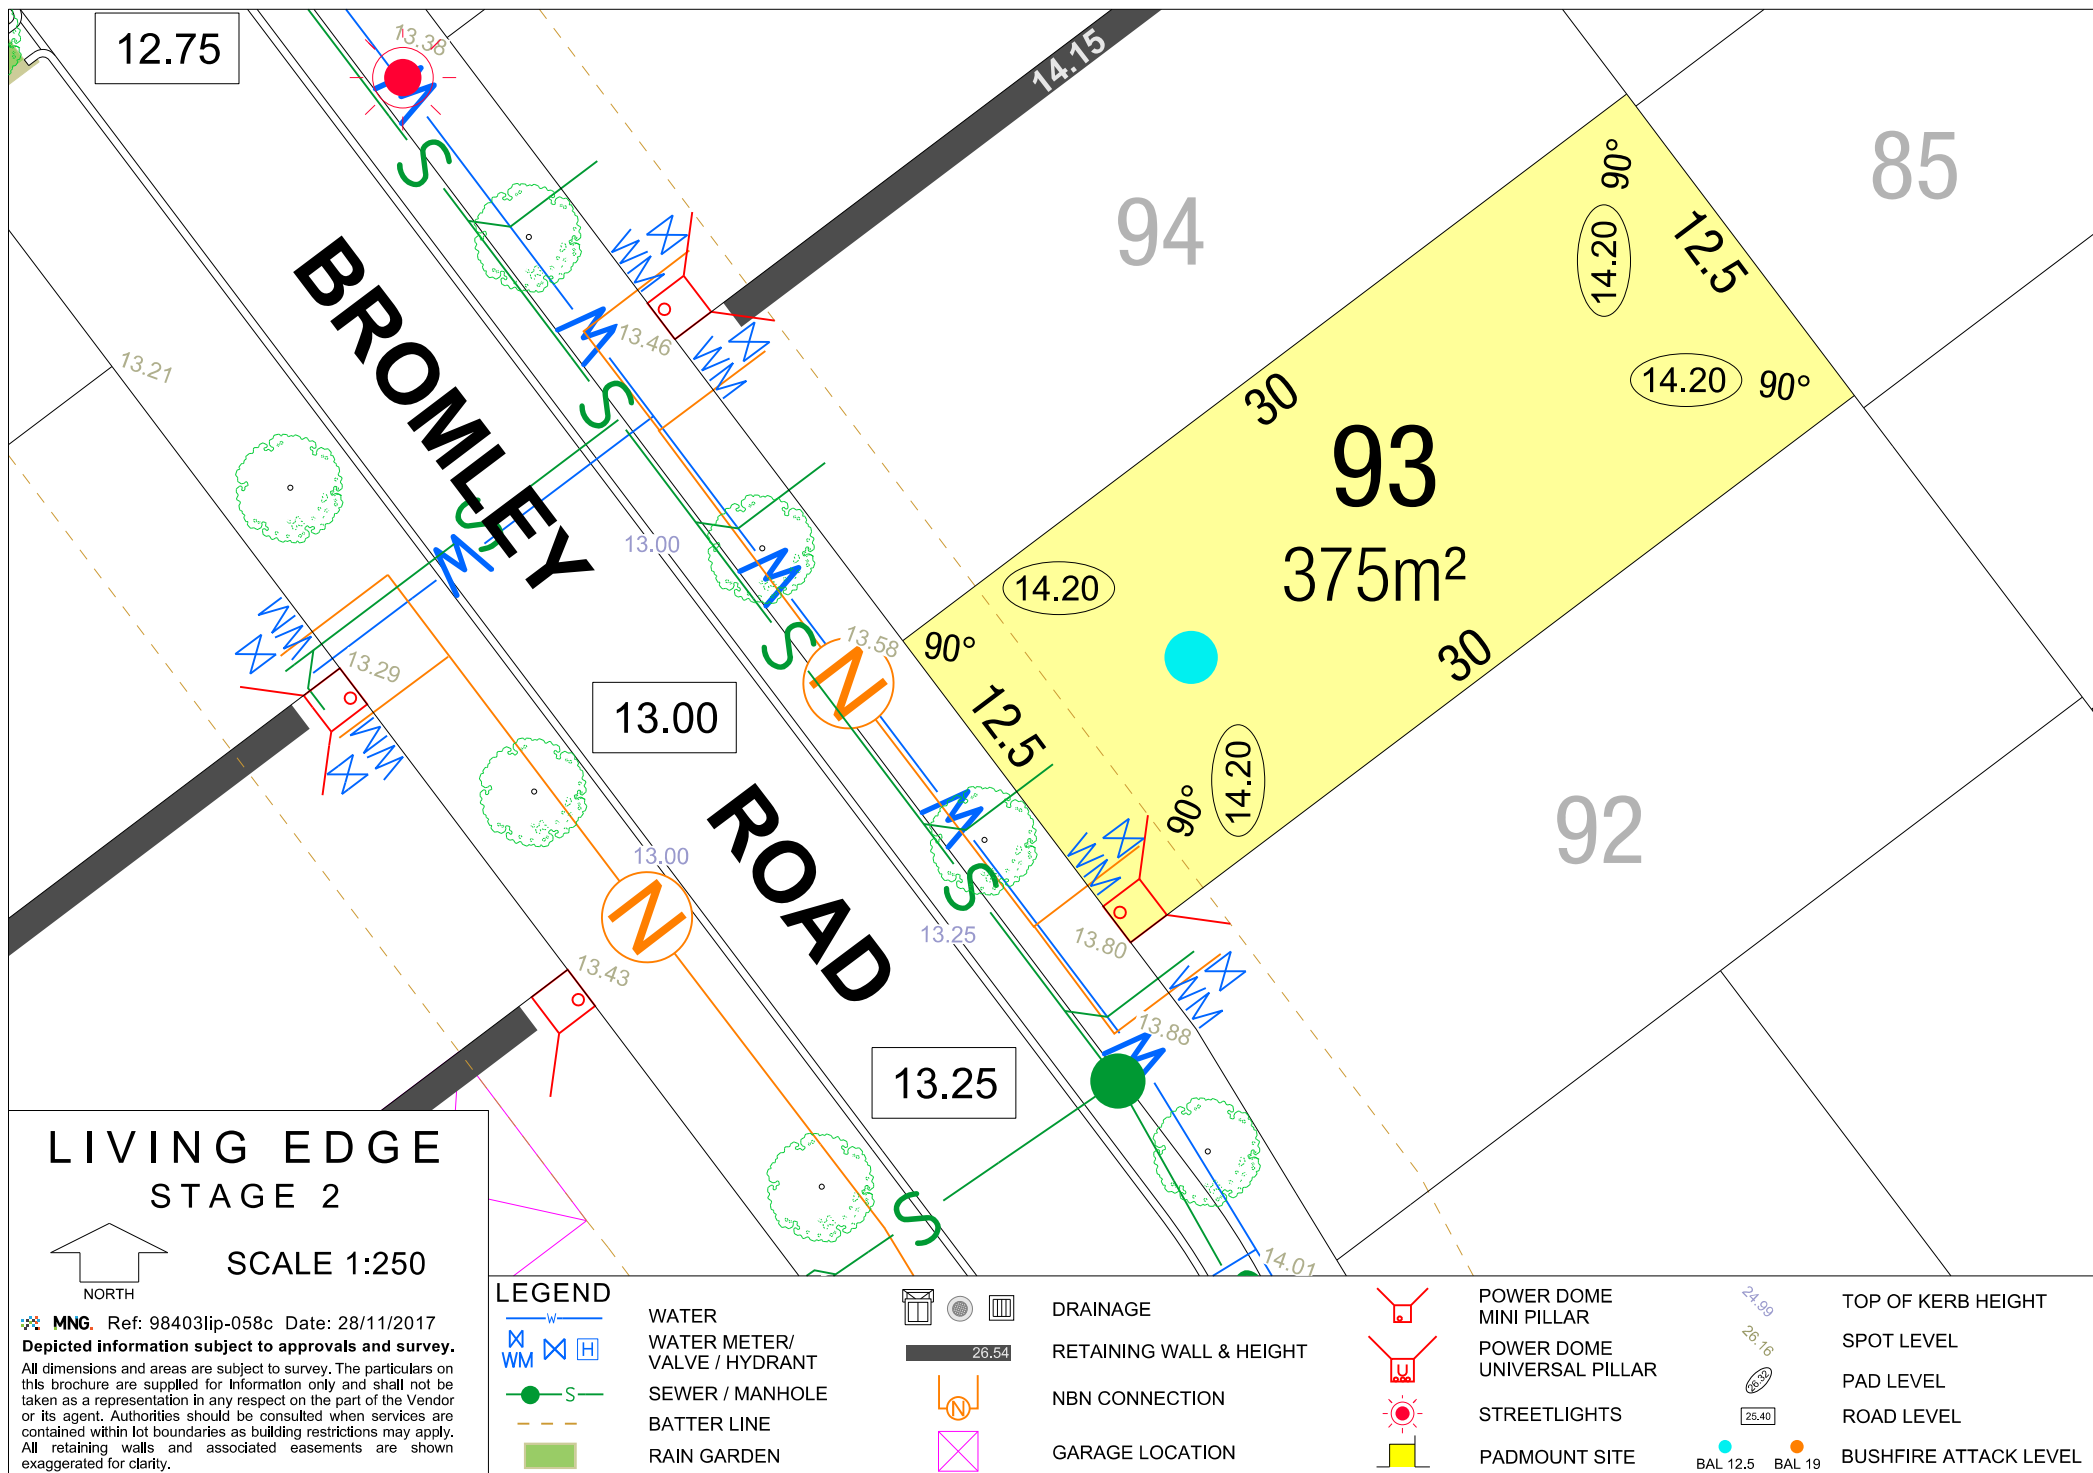 12.75
13.38
14.15
85
94
90°
14.20
12.5
BROMLEY
13.46
13.21
WM
WM
14.20
90°
30
93
375m²
13.00
14.20
13.58
90°
30
WM
13.29
WM
N
13.00
12.5
14.20
90°
ROAD
13.00
92
WM
N
13.25
13.80
13.43
WM
13.88
13.25
S
14.01
LIVING EDGE
STAGE 2
SCALE 1:250
NORTH
MNG. Ref: 98403lip-058c Date: 28/11/2017
Depicted information subject to approvals and survey.
All dimensions and areas are subject to survey. The particulars on
this brochure are supplied for information only and shall not be
taken as a representation in any respect on the part of the Vendor
or its agent. Authorities should be consulted when services are
contained within lot boundaries as building restrictions may apply.
All retaining walls and associated easements are shown
exaggerated for clarity.
LEGEND
W WATER
WM H WATER METER/
VALVE / HYDRANT
S SEWER / MANHOLE
BATTER LINE
RAIN GARDEN
DRAINAGE
26.54 RETAINING WALL & HEIGHT
N NBN CONNECTION
GARAGE LOCATION
POWER DOME
MINI PILLAR
U POWER DOME
UNIVERSAL PILLAR
STREETLIGHTS
PADMOUNT SITE
24.99 TOP OF KERB HEIGHT
26.16 SPOT LEVEL
26.32 PAD LEVEL
25.40 ROAD LEVEL
BAL 12.5 BAL 19 BUSHFIRE ATTACK LEVEL